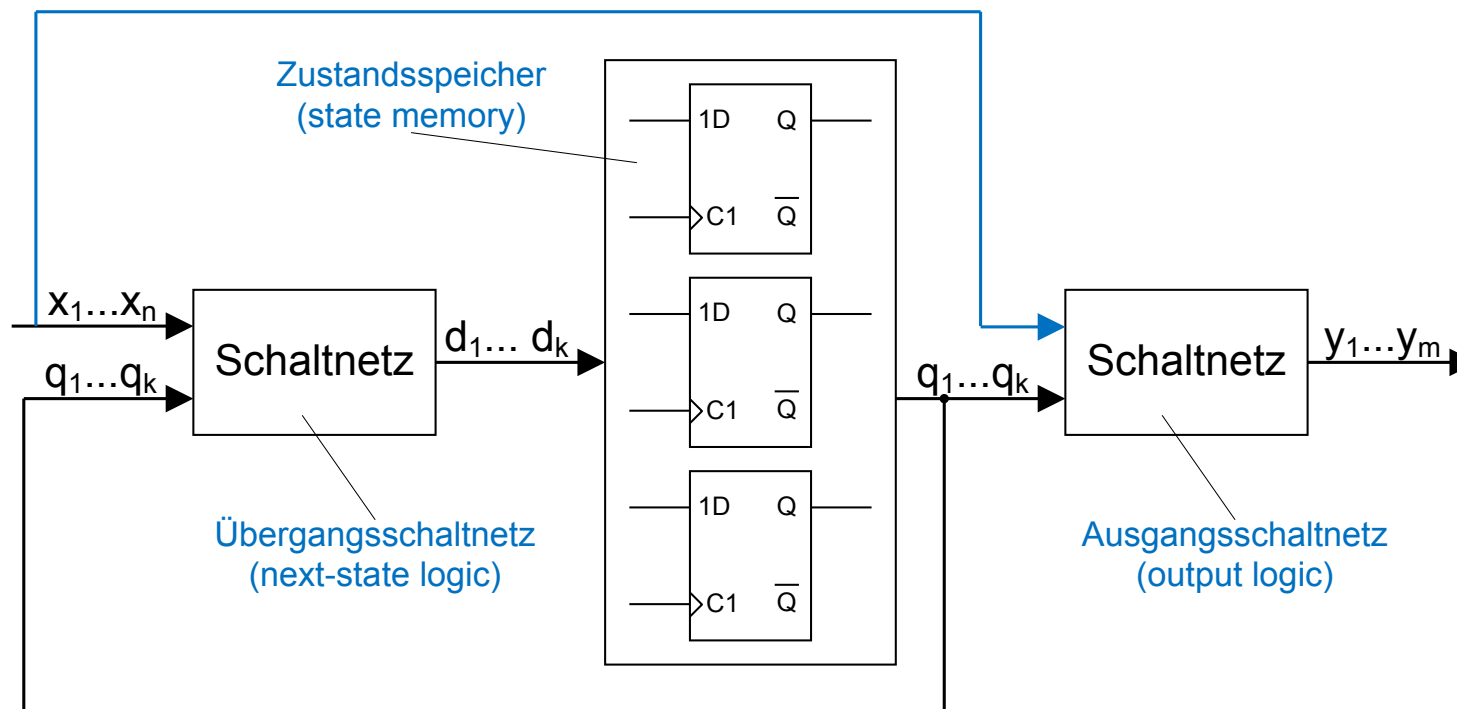 Zustandsspeicher
(state memory)
1D Q
C1 Q̅
x₁...xₙ
q₁...qₖ
Schaltnetz
d₁... dₖ
1D Q
C1 Q̅
q₁...qₖ
Schaltnetz
y₁...yₘ
1D Q
C1 Q̅
Übergangsschaltnetz
(next-state logic)
Ausgangsschaltnetz
(output logic)